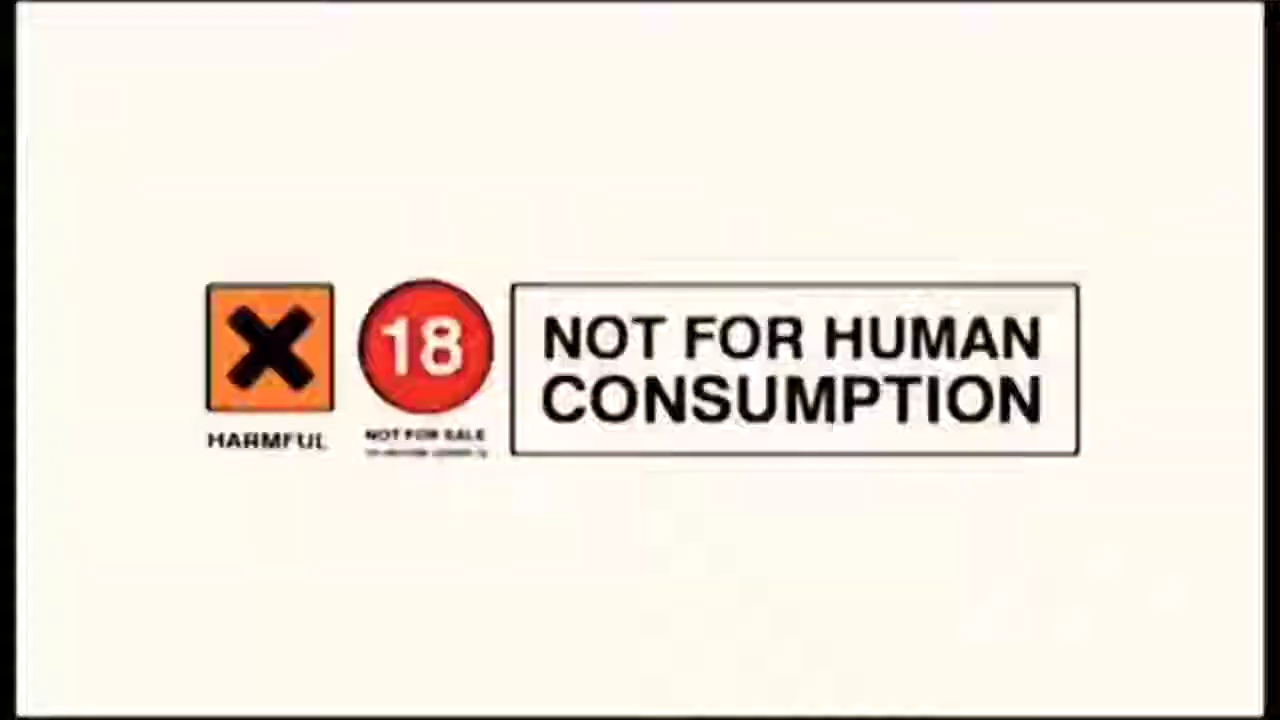 18
HARMFUL
NOT FOR SALE
NOT FOR HUMAN
CONSUMPTION